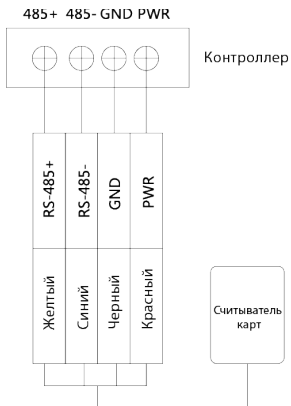 485+ 485- GND PWR
Контроллер
RS-485+
RS-485-
GND
PWR
Желтый
Синий
Черный
Красный
Считыватель
карт